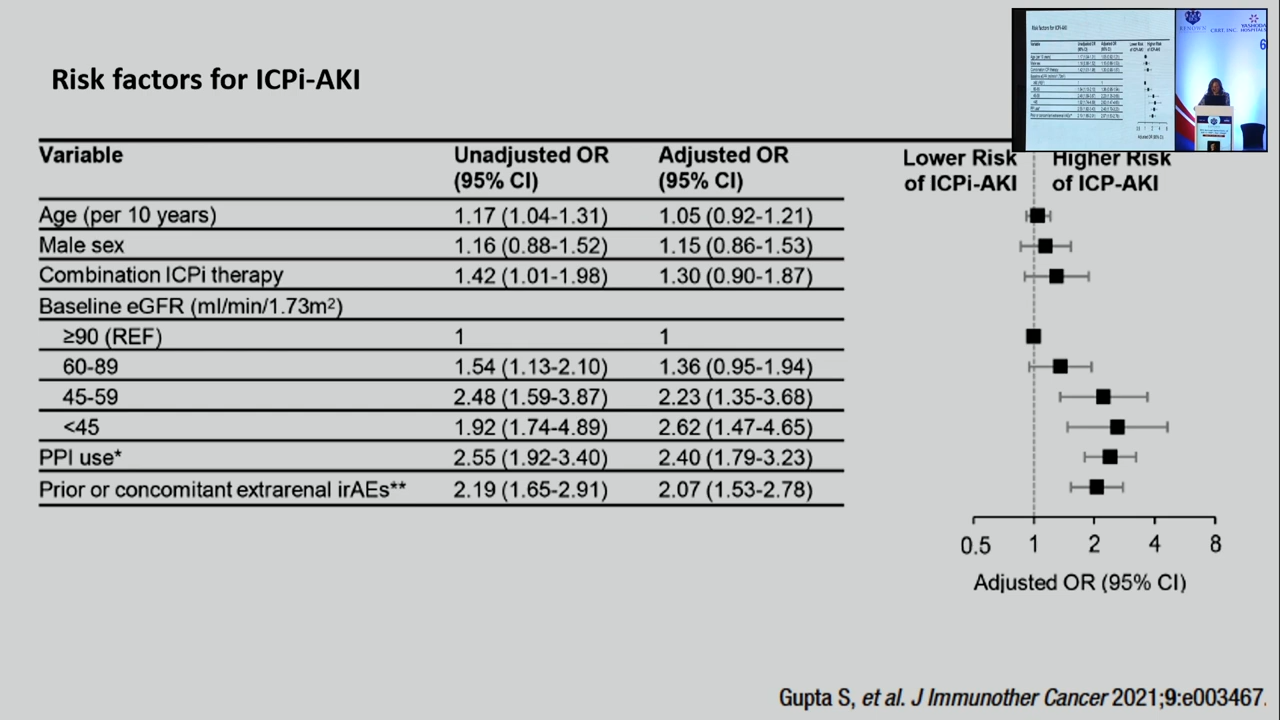 Risk factors for ICPi-AKI
Variable Unadjusted OR (95% CI) Adjusted OR (95% CI) Lower Risk of ICPi-AKI Higher Risk of ICP-AKI
Age (per 10 years) 1.17 (1.04-1.31) 1.05 (0.92-1.21)
Male sex 1.16 (0.88-1.52) 1.15 (0.86-1.53)
Combination ICPi therapy 1.42 (1.01-1.98) 1.30 (0.90-1.87)
Baseline eGFR (ml/min/1.73m²)
≥90 (REF) 1 1
60-89 1.54 (1.13-2.10) 1.36 (0.95-1.94)
45-59 2.48 (1.59-3.87) 2.23 (1.35-3.68)
<45 1.92 (1.74-4.89) 2.62 (1.47-4.65)
PPI use* 2.55 (1.92-3.40) 2.40 (1.79-3.23)
Prior or concomitant extrarenal irAEs** 2.19 (1.65-2.91) 2.07 (1.53-2.78)
0.5 1 2 4 8
Adjusted OR (95% CI)
Gupta S, et al. J Immunother Cancer 2021;9:e003467.
Risk factors for ICPi-AKI
YASHODA
HOSPITALS
6